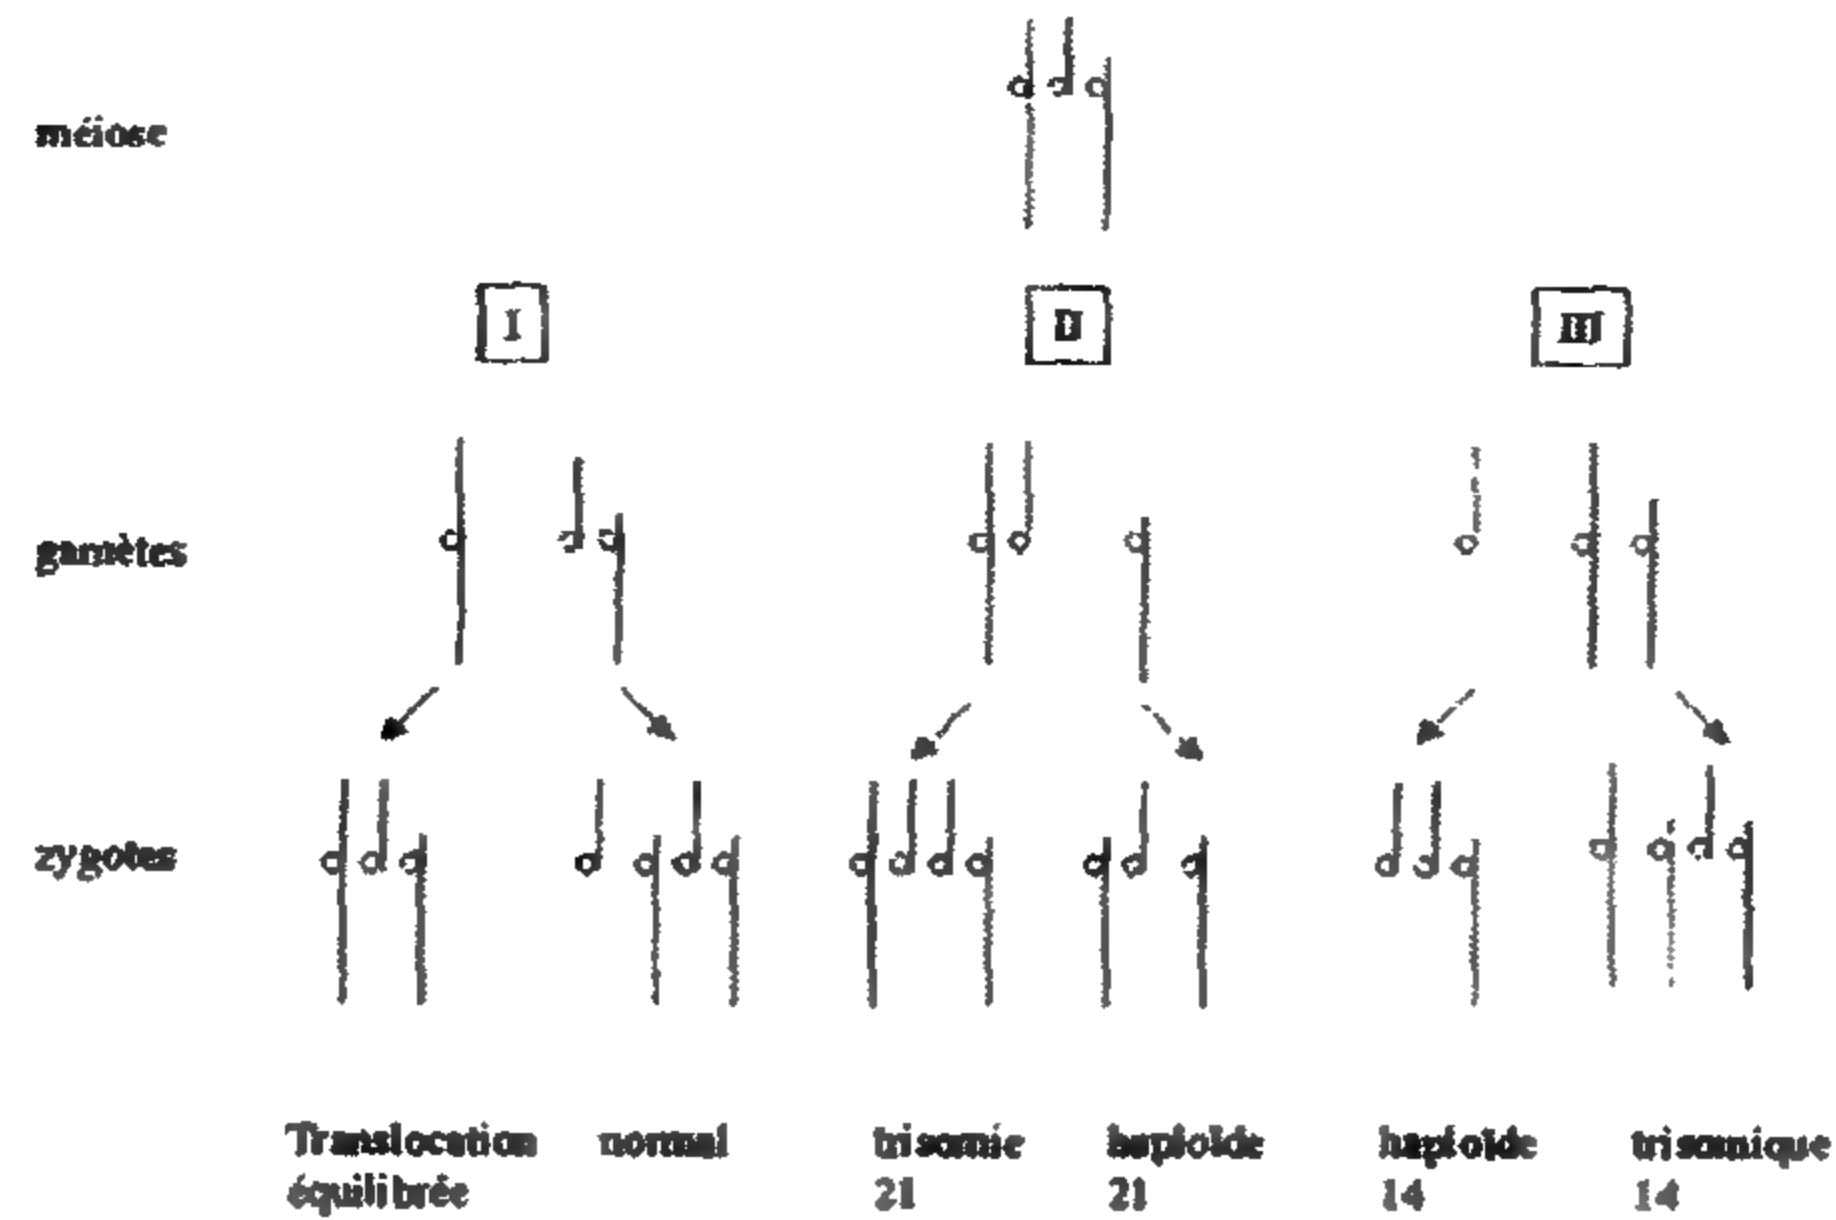 méiose
I II III
gamètes
zygotes
Translocation normal trisomie haploïde haploïde trisomique
équilibrée 21 21 14 14